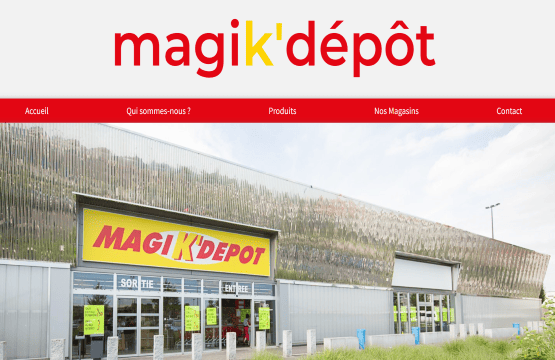 magik'dépôt
Accueil Qui sommes-nous ? Produits Nos Magasins Contact
MAGIK'DEPOT
SORTIE ENTREE